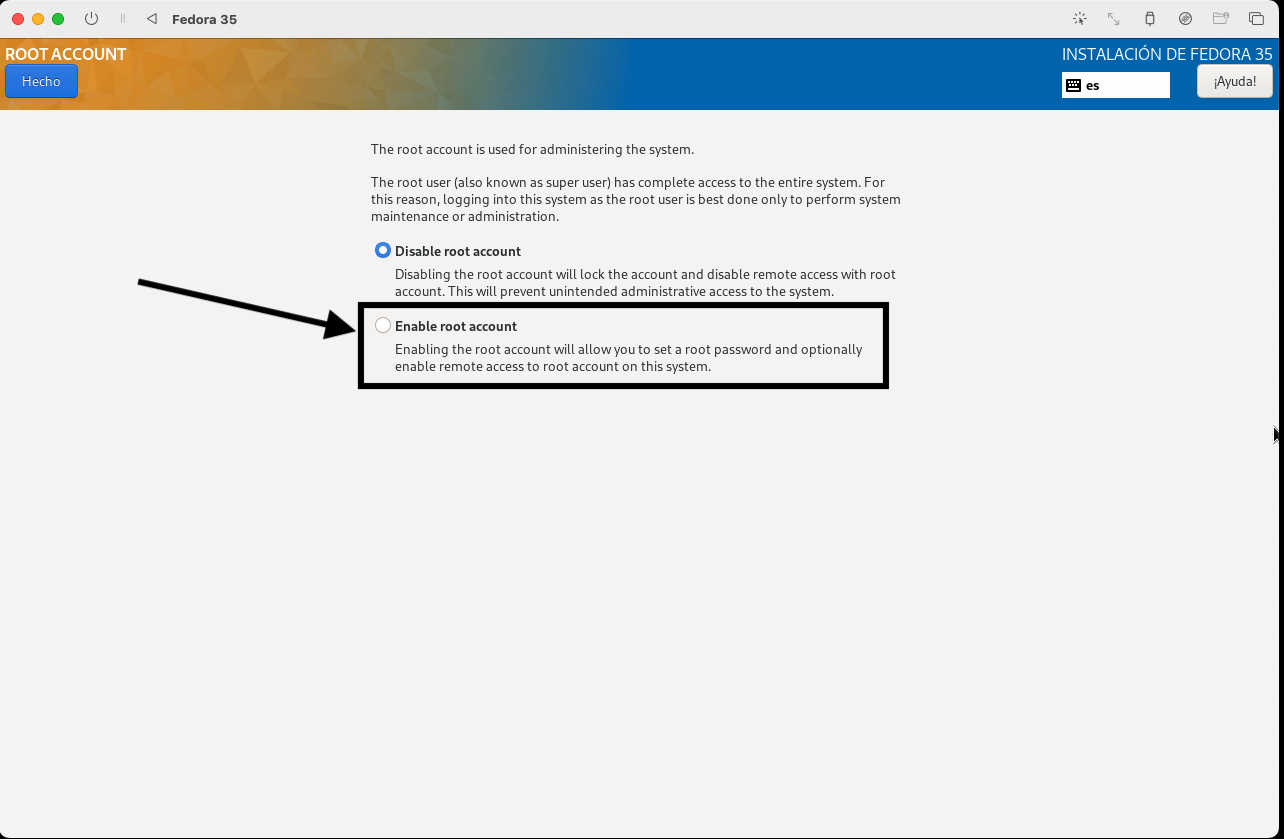 Fedora 35
ROOT ACCOUNT
INSTALACIÓN DE FEDORA 35
Hecho
es
¡Ayuda!
The root account is used for administering the system.
The root user (also known as super user) has complete access to the entire system. For
this reason, logging into this system as the root user is best done only to perform system
maintenance or administration.
Disable root account
Disabling the root account will lock the account and disable remote access with root
account. This will prevent unintended administrative access to the system.
Enable root account
Enabling the root account will allow you to set a root password and optionally
enable remote access to root account on this system.